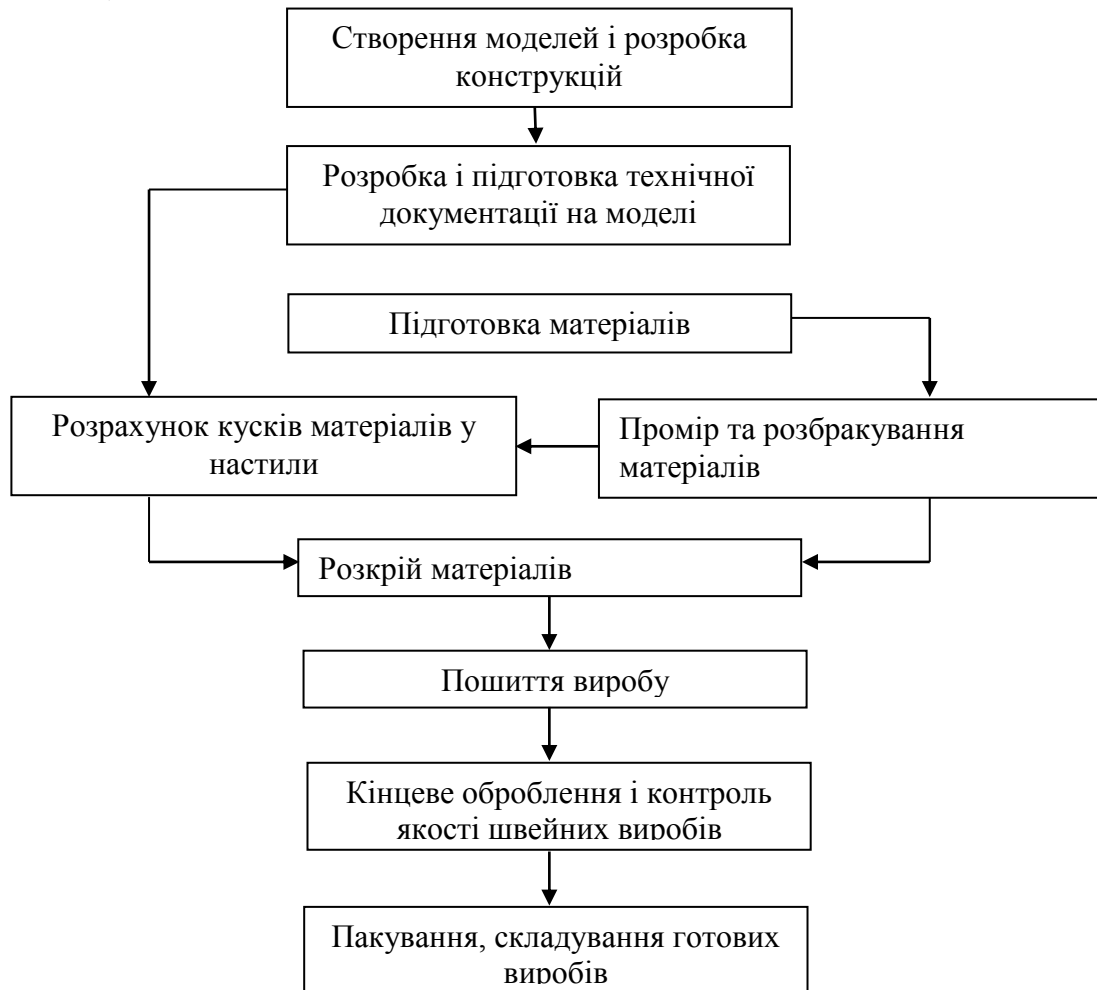 Створення моделей і розробка
конструкцій
Розробка і підготовка технічної
документації на моделі
Підготовка матеріалів
Розрахунок кусків матеріалів у
настили
Промір та розбракування
матеріалів
Розкрій матеріалів
Пошиття виробу
Кінцеве оброблення і контроль
якості швейних виробів
Пакування, складування готових
виробів